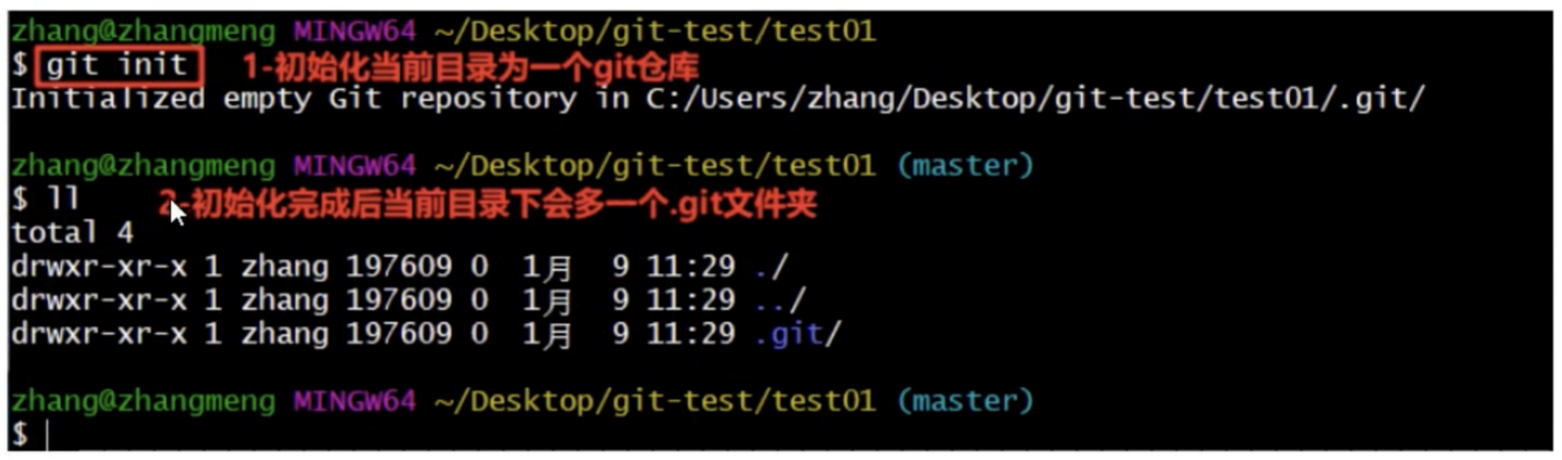 zhang@zhangmeng MINGW64 ~/Desktop/git-test/test01
$ git init 1-初始化当前目录为一个git仓库
Initialized empty Git repository in C:/Users/zhang/Desktop/git-test/test01/.git/
zhang@zhangmeng MINGW64 ~/Desktop/git-test/test01 (master)
$ ll 2-初始化完成后当前目录下会多一个.git文件夹
total 4
drwxr-xr-x 1 zhang 197609 0 1月 9 11:29 ./
drwxr-xr-x 1 zhang 197609 0 1月 9 11:29 ../
drwxr-xr-x 1 zhang 197609 0 1月 9 11:29 .git/
zhang@zhangmeng MINGW64 ~/Desktop/git-test/test01 (master)
$